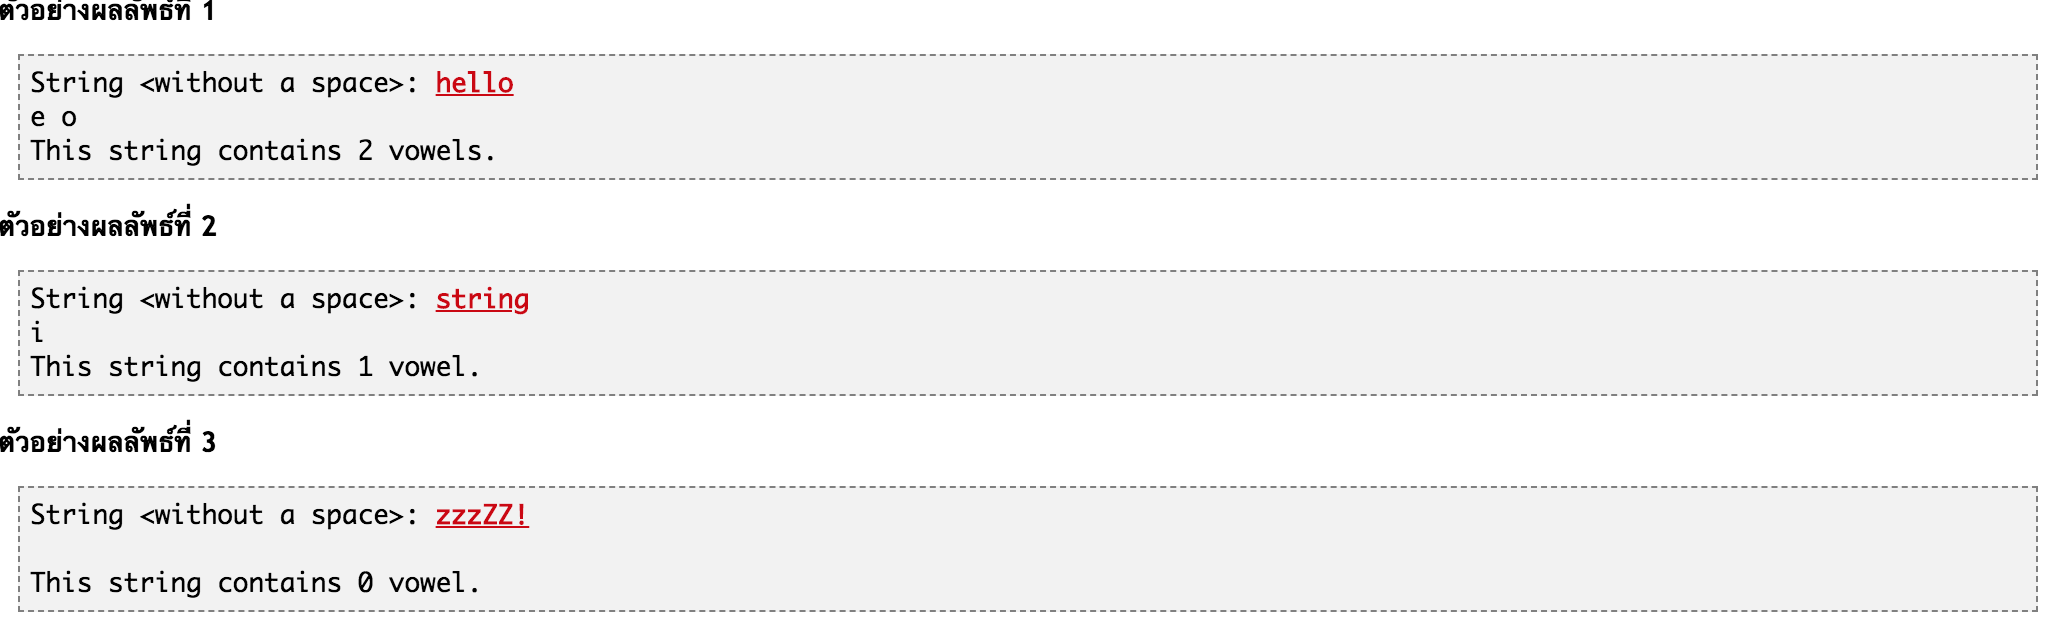 ตัวอย่างผลลัพธ์ที่ 1
String <without a space>: hello
e o
This string contains 2 vowels.
ตัวอย่างผลลัพธ์ที่ 2
String <without a space>: string
i
This string contains 1 vowel.
ตัวอย่างผลลัพธ์ที่ 3
String <without a space>: zzzZZ!
This string contains 0 vowel.